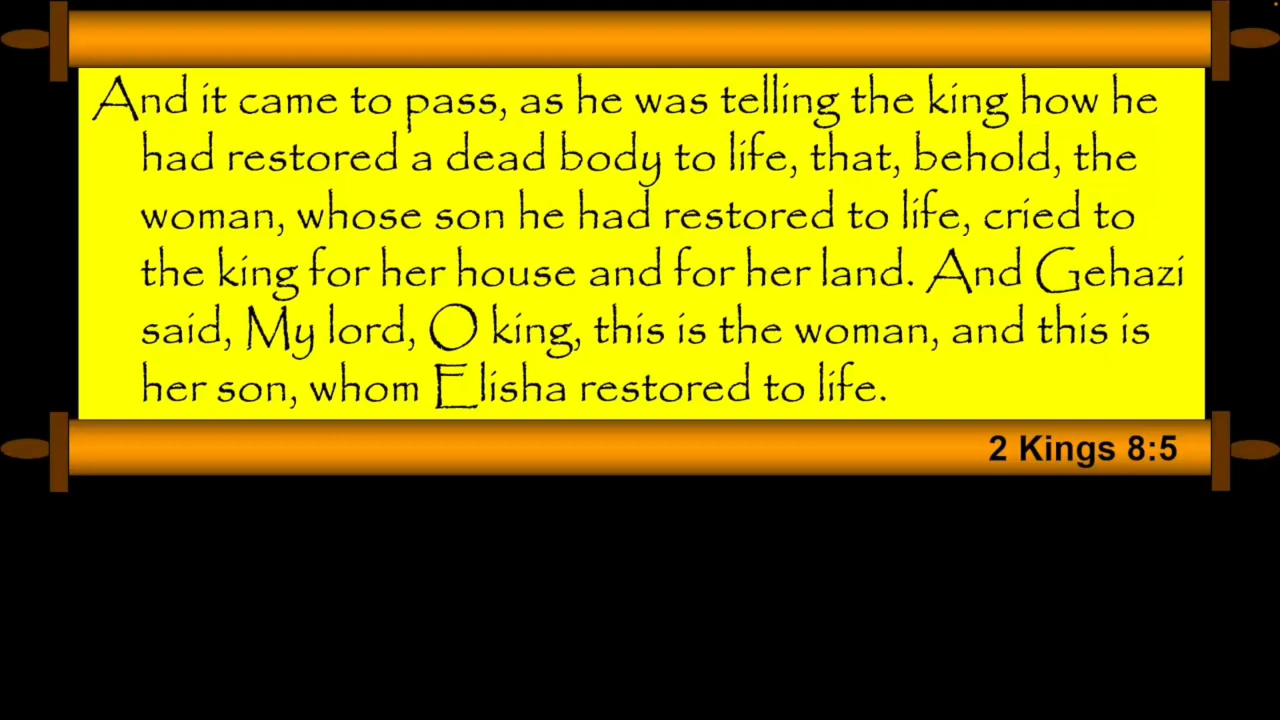 And it came to pass, as he was telling the king how he
had restored a dead body to life, that, behold, the
woman, whose son he had restored to life, cried to
the king for her house and for her land. And Gehazi
said, My lord, O king, this is the woman, and this is
her son, whom Elisha restored to life.
2 Kings 8:5